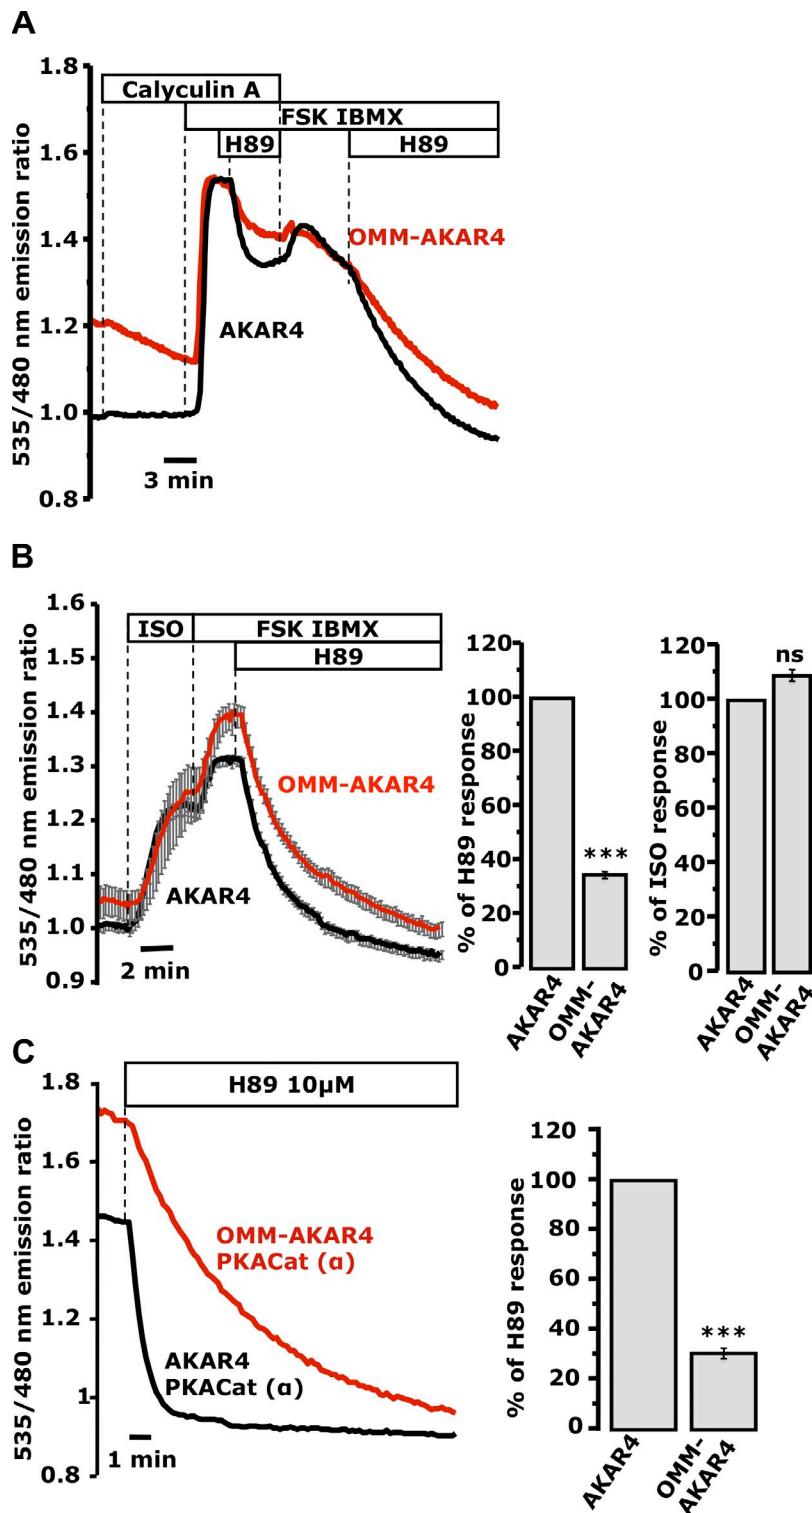 A
1.8
1.6
1.4
1.2
1.0
0.8
535/480 nm emission ratio
Calyculin A
FSK IBMX
H89
H89
OMM-AKAR4
AKAR4
3 min
B
1.6
1.5
1.4
1.3
1.2
1.1
1.0
0.9
535/480 nm emission ratio
ISO
FSK IBMX
H89
OMM-AKAR4
AKAR4
2 min
120
100
80
60
40
20
0
% of H89 response
***
AKAR4
OMM-
AKAR4
120
100
80
60
40
20
0
% of ISO response
ns
AKAR4
OMM-
AKAR4
C
1.8
1.6
1.4
1.2
1
0.8
535/480 nm emission ratio
H89 10µM
OMM-AKAR4
PKACat (α)
AKAR4
PKACat (α)
1 min
120
100
80
60
40
20
0
% of H89 response
***
AKAR4
OMM-
AKAR4